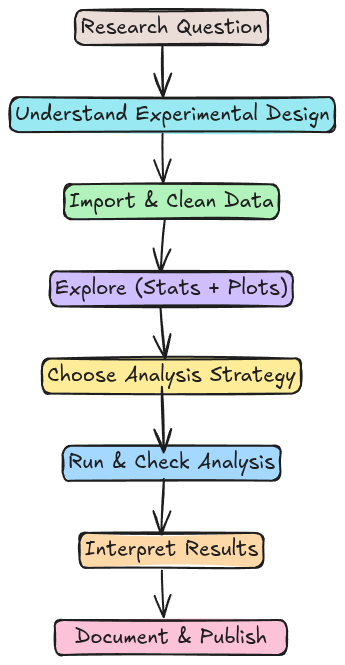 Research Question
Understand Experimental Design
Import & Clean Data
Explore (Stats + Plots)
Choose Analysis Strategy
Run & Check Analysis
Interpret Results
Document & Publish